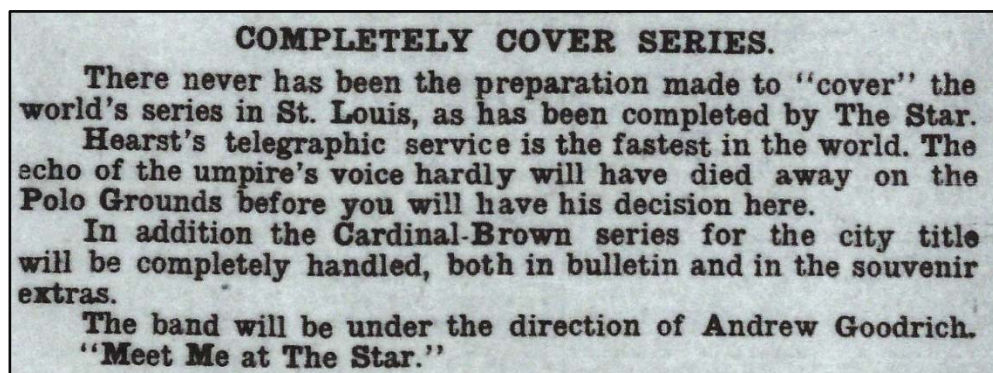 COMPLETELY COVER SERIES.
There never has been the preparation made to "cover" the
world's series in St. Louis, as has been completed by The Star.
Hearst's telegraphic service is the fastest in the world. The
echo of the umpire's voice hardly will have died away on the
Polo Grounds before you will have his decision here.
In addition the Cardinal-Brown series for the city title
will be completely handled, both in bulletin and in the souvenir
extras.
The band will be under the direction of Andrew Goodrich.
"Meet Me at The Star."